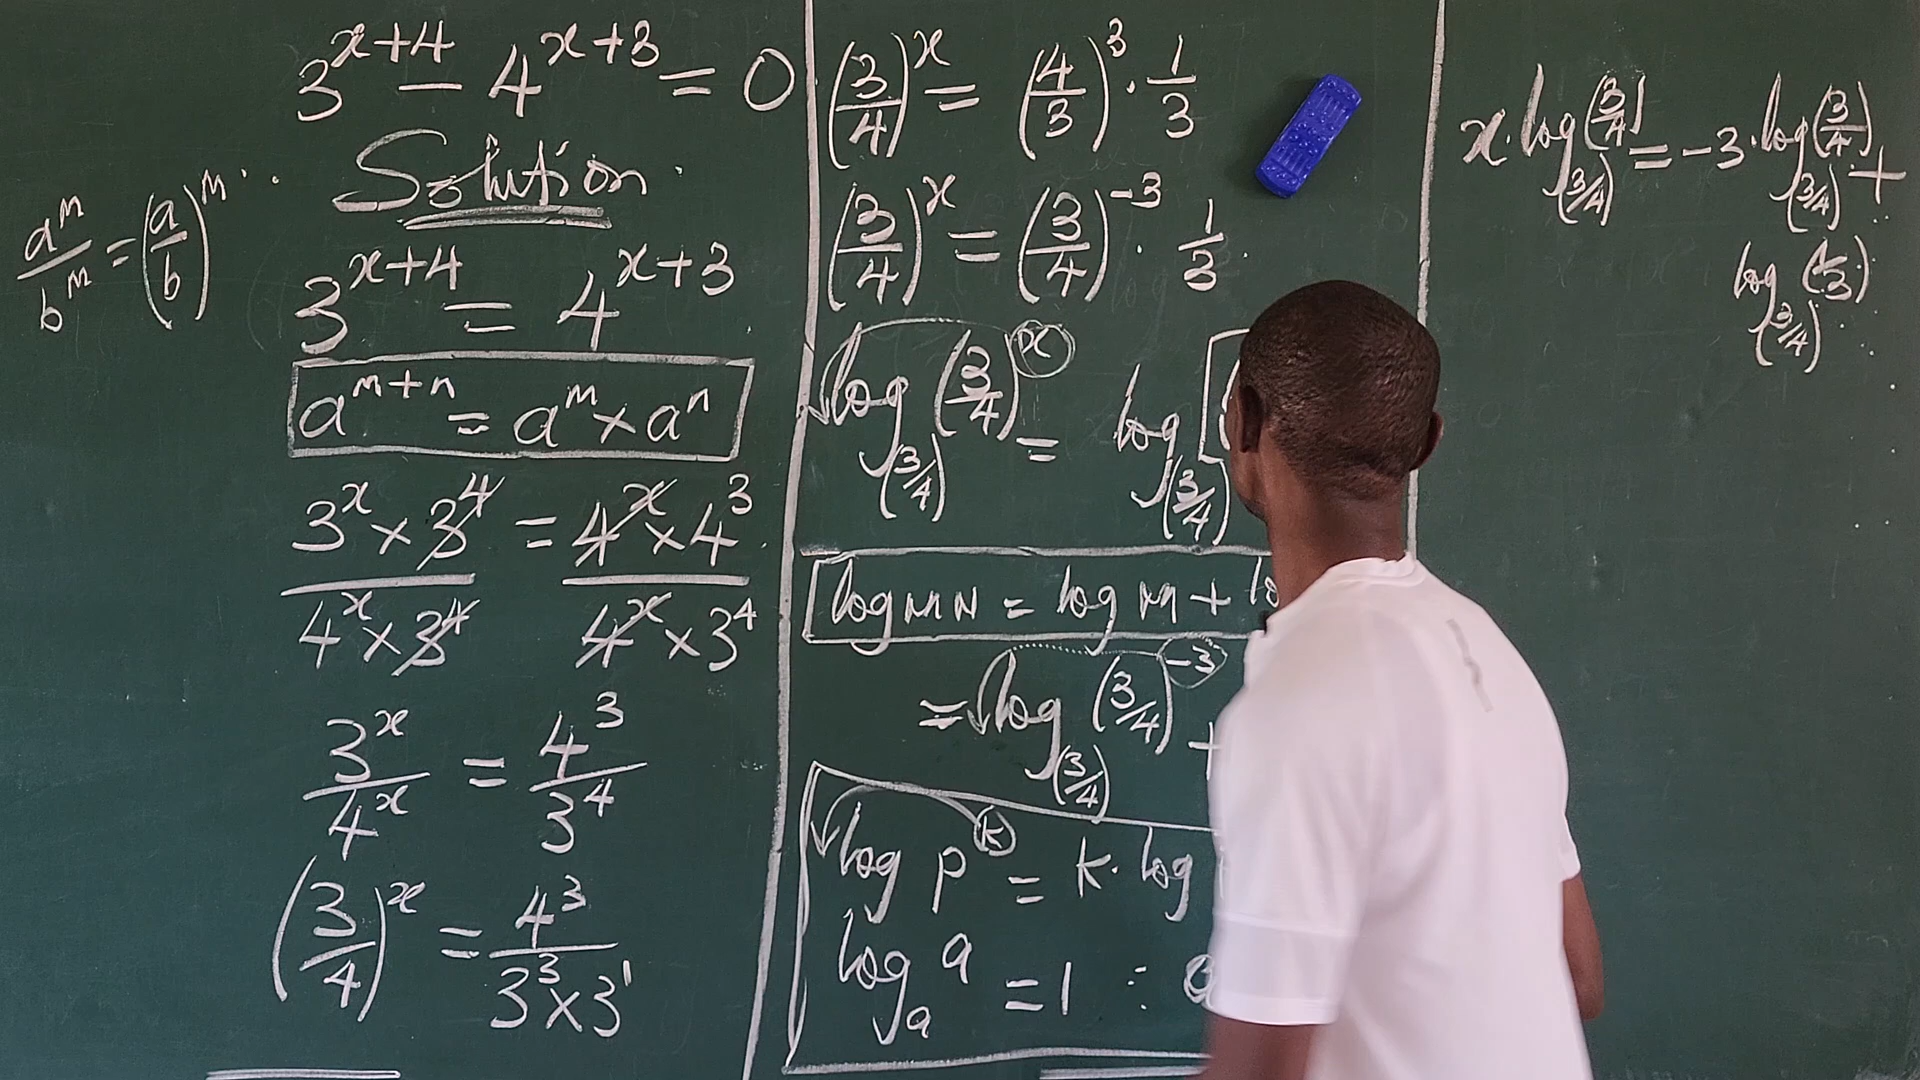 3^{x+4} - 4^{x+3} = 0
Solution
a^m/b^m = (a/b)^m
3^{x+4} = 4^{x+3}
a^{m+n} = a^m × a^n
(3^x × 3^4)/(4^x × 3^4) = (4^x × 4^3)/(4^x × 3^4)
3^x/4^x = 4^3/3^4
(3/4)^x = 4^3/(3^3 × 3^1)
(3/4)^x = (4/3)^3 · 1/3
(3/4)^x = (3/4)^{-3} · 1/3
log_{(3/4)} (3/4)^x = log_{(3/4)}
log MN = log M +
= log_{(3/4)} (3/4)^{-3} +
log p^k = k · log
log_a a = 1 ∶
x · log_{(3/4)} (3/4) = -3 · log_{(3/4)} (3/4) +
log_{(3/4)} (1/3)